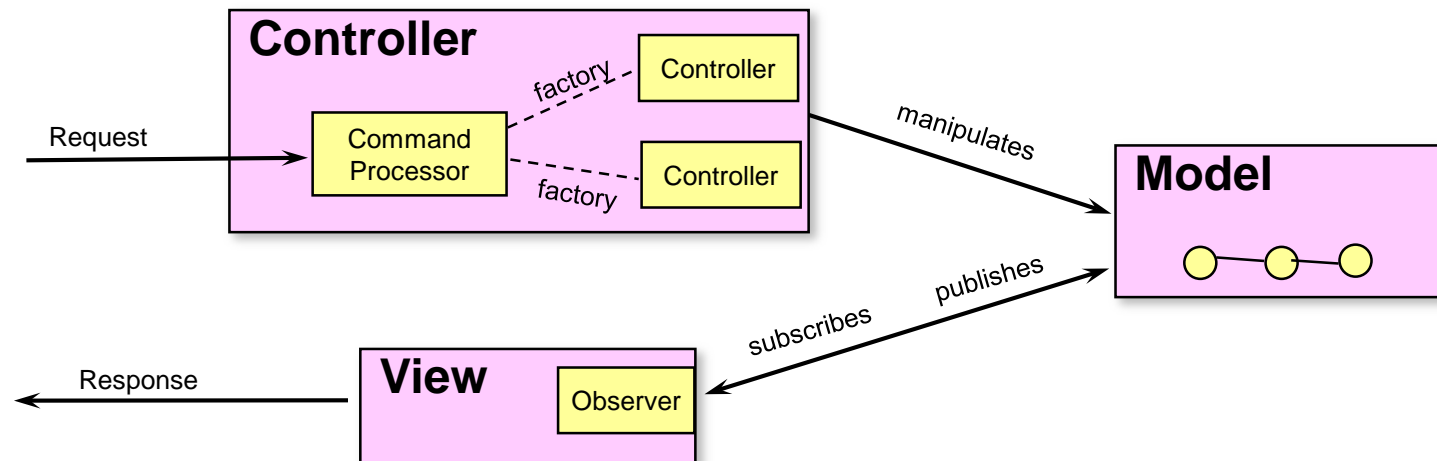 Controller
factory
Controller
Request
Command
Processor
factory
Controller
manipulates
Model
publishes
subscribes
Response
View
Observer